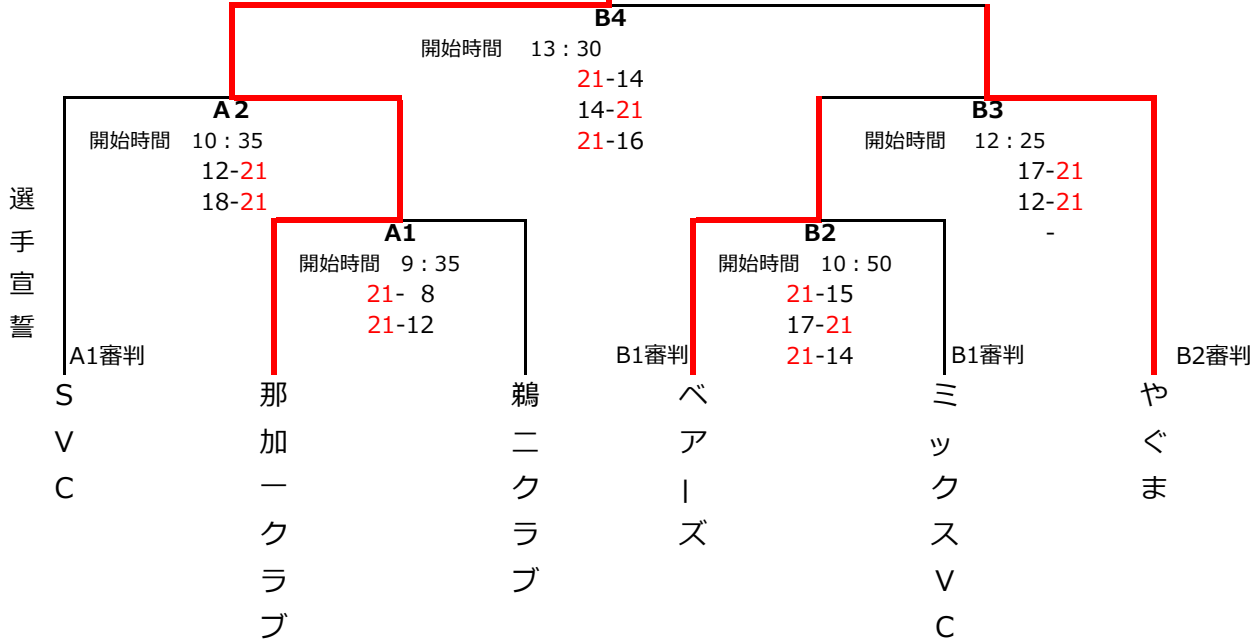 B4
開始時間 13:30
21-14
14-21
21-16
A2
開始時間 10:35
12-21
18-21
B3
開始時間 12:25
17-21
12-21
-
選手宣誓
A1
開始時間 9:35
21- 8
21-12
B2
開始時間 10:50
21-15
17-21
21-14
A1審判
B1審判
B1審判
B2審判
SVC
那加一クラブ
鵜二クラブ
ベアーズ
ミックスVC
やぐま